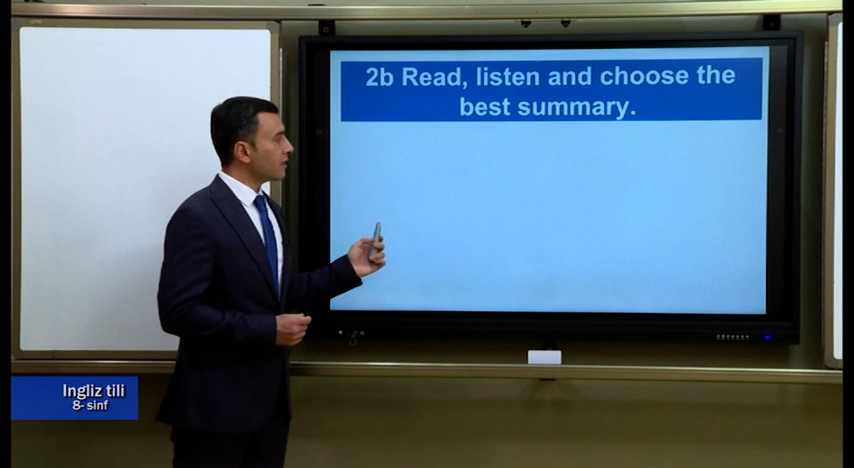 2b Read, listen and choose the
best summary.
Ingliz tili
8- sinf